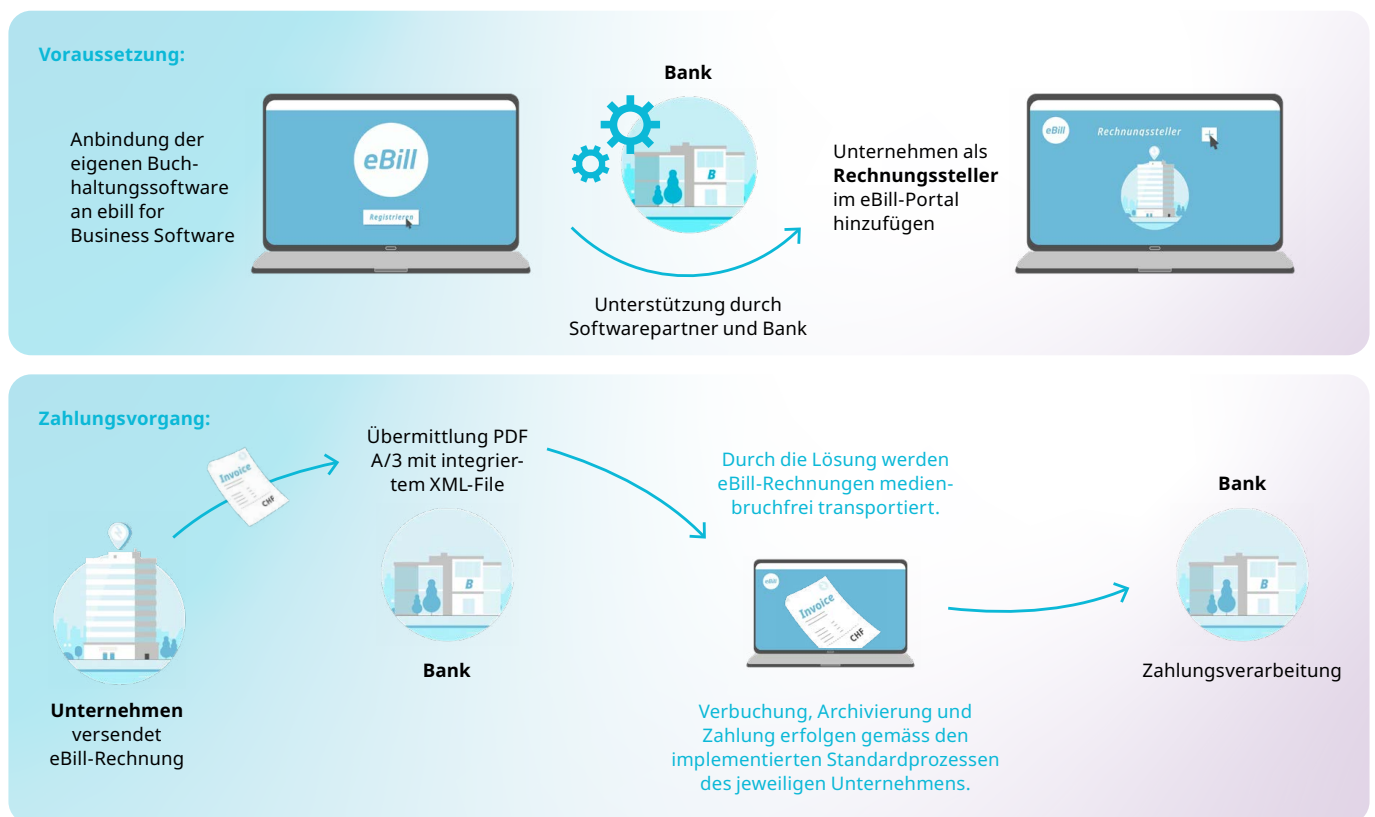 Voraussetzung:
Anbindung der
eigenen Buch-
haltungssoftware
an ebill for
Business Software
eBill
Registrieren
Bank
B
Unterstützung durch
Softwarepartner und Bank
Unternehmen als
Rechnungssteller
im eBill-Portal
hinzufügen
eBill
Rechnungssteller
Zahlungsvorgang:
Unternehmen
versendet
eBill-Rechnung
Invoice
CHF
Übermittlung PDF
A/3 mit integrier-
tem XML-File
B
Bank
Durch die Lösung werden
eBill-Rechnungen medien-
bruchfrei transportiert.
eBill
Invoice
CHF
Verbuchung, Archivierung und
Zahlung erfolgen gemäss den
implementierten Standardprozessen
des jeweiligen Unternehmens.
Bank
B
Zahlungsverarbeitung